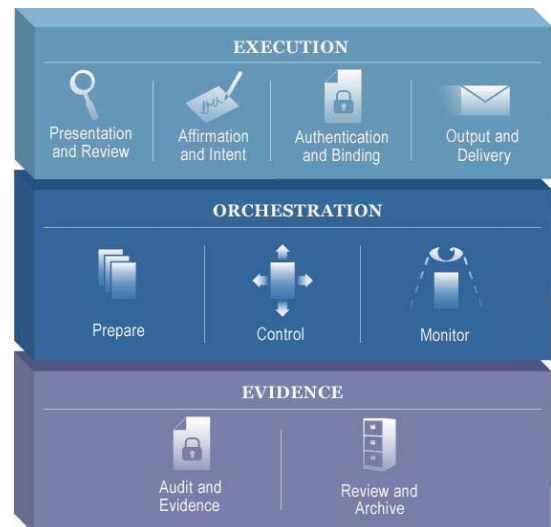 EXECUTION
Presentation
and Review
Affirmation
and Intent
Authentication
and Binding
Output and
Delivery
ORCHESTRATION
Prepare
Control
Monitor
EVIDENCE
Audit and
Evidence
Review and
Archive